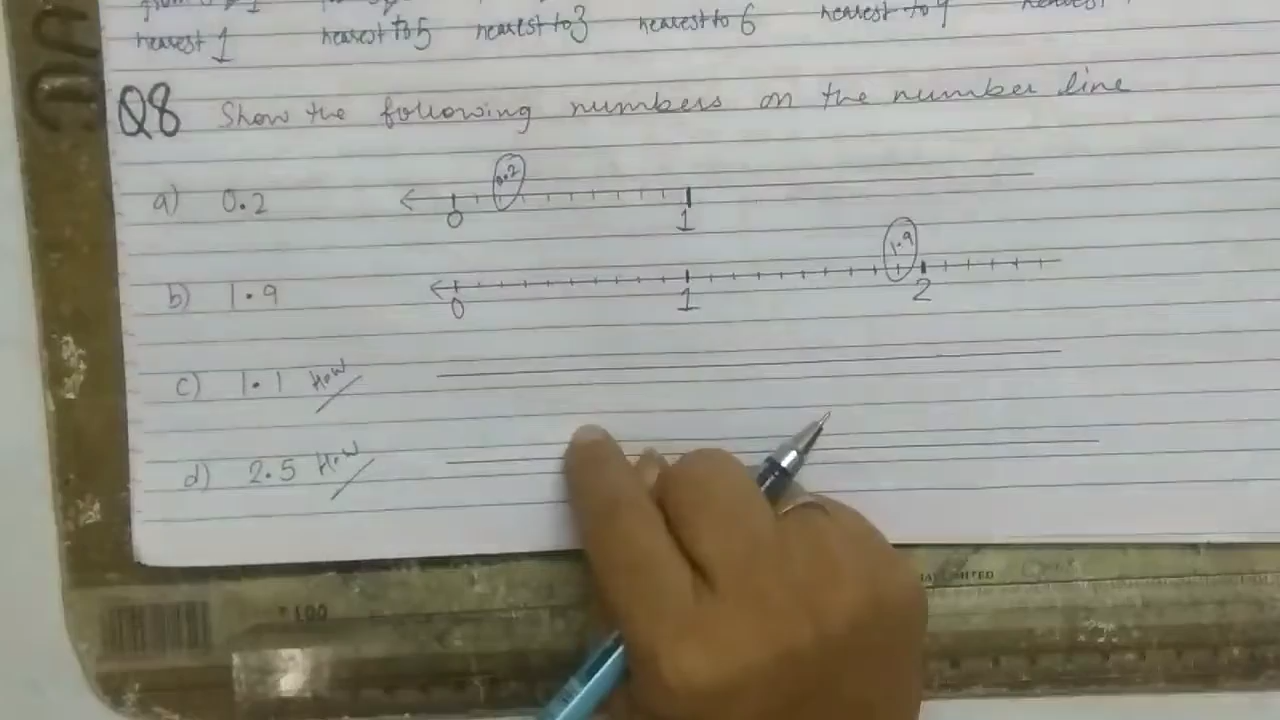 nearest 1 nearest to 5 nearest to 3 nearest to 6 nearest to 4
Q8 Show the following numbers on the number line
a) 0.2
0.2
0 1
b) 1.9
1.9
0 1 2
c) 1.1 H.W
d) 2.5 H.W
₹ 100